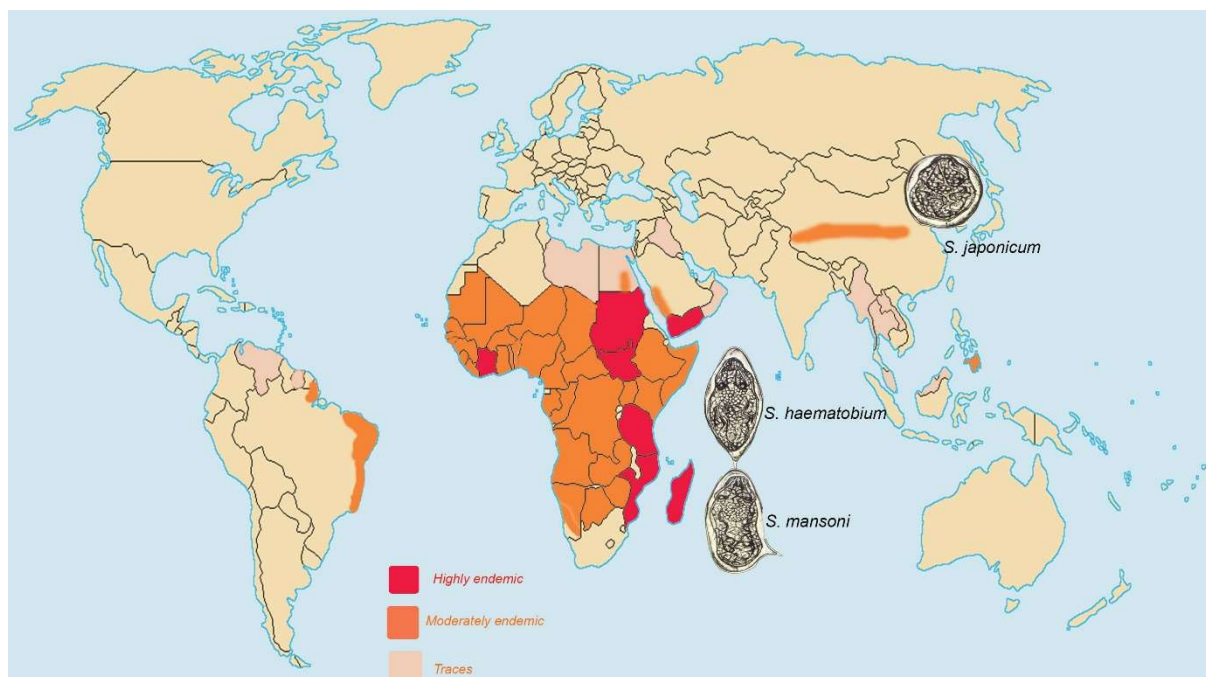 S. japonicum
S. haematobium
S. mansoni
Highly endemic
Moderately endemic
Traces